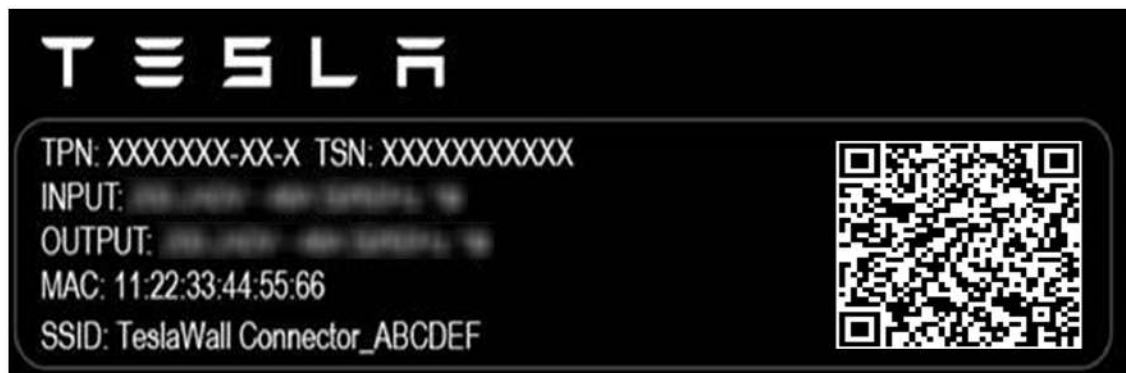 TESLA
TPN: XXXXXXX-XX-X TSN: XXXXXXXXXXX
INPUT:
OUTPUT:
MAC: 11:22:33:44:55:66
SSID: TeslaWall Connector_ABCDEF